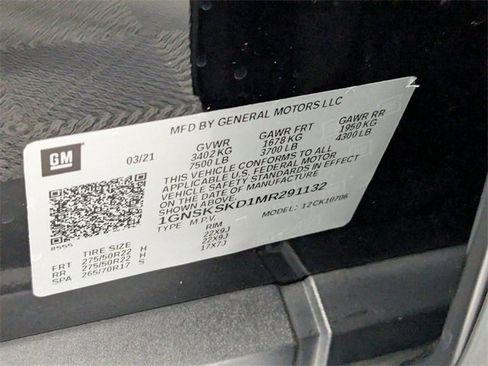 MFD BY GENERAL MOTORS LLC
GM
03/21
GVWR GAWR FRT GAWR RR
3402 KG 1678 KG 1950 KG
7500 LB 3700 LB 4300 LB
THIS VEHICLE CONFORMS TO ALL
APPLICABLE U.S. FEDERAL MOTOR
VEHICLE SAFETY STANDARDS IN EFFECT
ON THE DATE OF MANUFACTURE
SHOWN ABOVE.
1GNSKSKD1MR291132
TYPE: M.P.V. MODEL: 12CK10706
8555
TIRE SIZE RIM
FRT 275/50R22 H 22X9J
RR 275/50R22 H 22X9J
SPA 265/70R17 S 17X7J